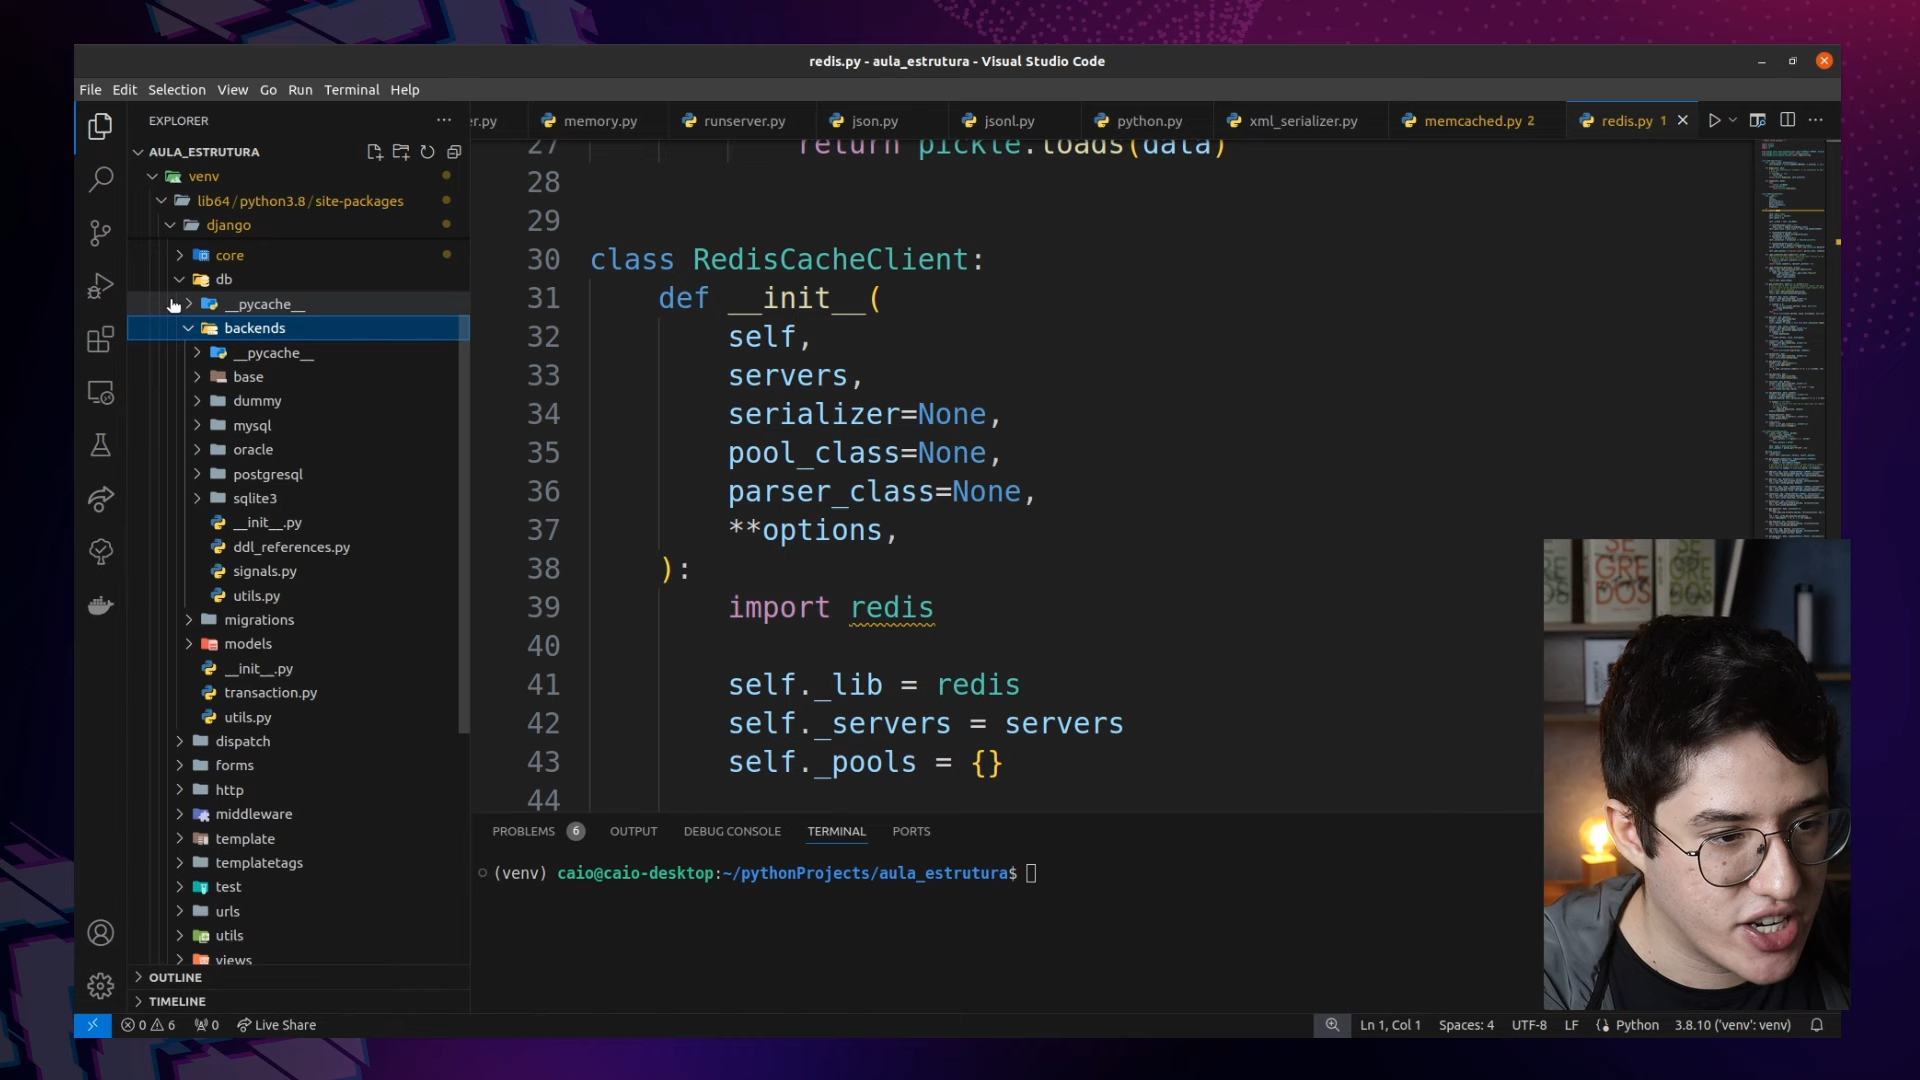 redis.py - aula_estrutura - Visual Studio Code
File Edit Selection View Go Run Terminal Help
EXPLORER
AULA_ESTRUTURA
venv
lib64/python3.8/site-packages
django
core
db
__pycache__
backends
__pycache__
base
dummy
mysql
oracle
postgresql
sqlite3
__init__.py
ddl_references.py
signals.py
utils.py
migrations
models
__init__.py
transaction.py
utils.py
dispatch
forms
http
middleware
template
templatetags
test
urls
utils
views
OUTLINE
TIMELINE
er.py memory.py runserver.py json.py jsonl.py python.py xml_serializer.py memcached.py 2 redis.py 1
27 return pickle.loads(data)
28
29
30 class RedisCacheClient:
31 def __init__(
32 self,
33 servers,
34 serializer=None,
35 pool_class=None,
36 parser_class=None,
37 **options,
38 ):
39 import redis
40
41 self._lib = redis
42 self._servers = servers
43 self._pools = {}
44
PROBLEMS 6 OUTPUT DEBUG CONSOLE TERMINAL PORTS
(venv) caio@caio-desktop:~/pythonProjects/aula_estrutura$
SE
GRE
DOS
0 6 0 Live Share Ln 1, Col 1 Spaces: 4 UTF-8 LF Python 3.8.10 ('venv': venv)